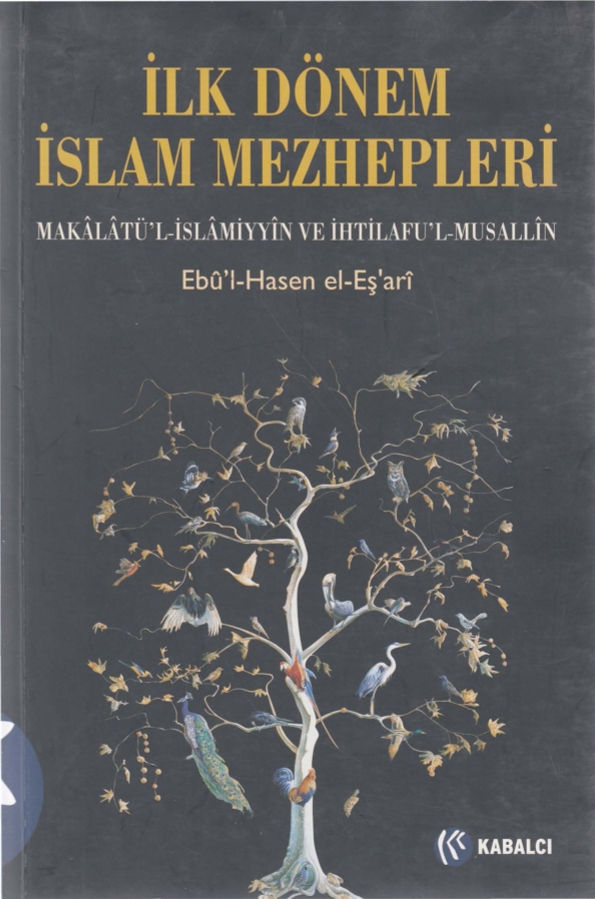 İLK DÖNEM
İSLAM MEZHEPLERİ
MAKÂLÂTÜ'L-İSLÂMİYYÎN VE İHTİLAFU'L-MUSALLÎN
Ebû'l-Hasen el-Eş'arî
KABALCI